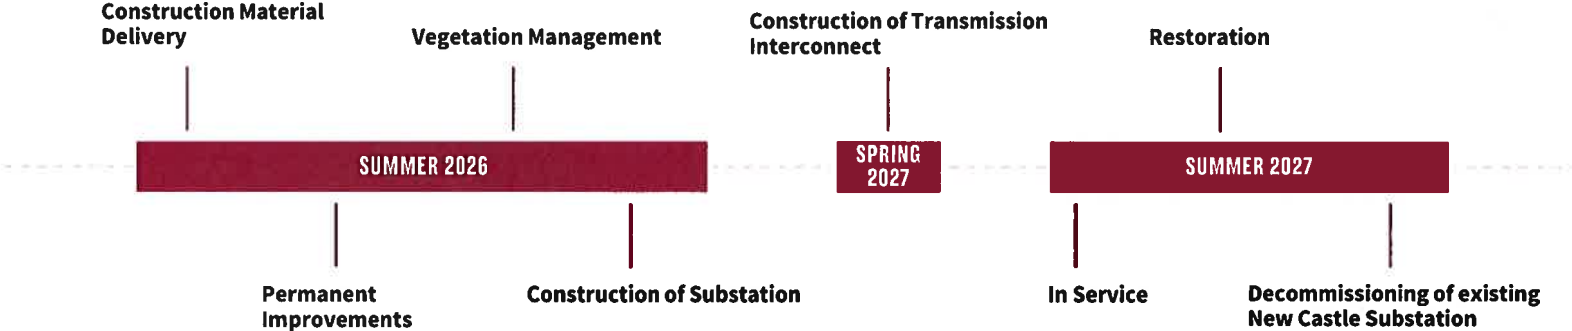 Construction Material
Delivery
Vegetation Management
Construction of Transmission
Interconnect
Restoration
SUMMER 2026
SPRING
2027
SUMMER 2027
Permanent
Improvements
Construction of Substation
In Service
Decommissioning of existing
New Castle Substation